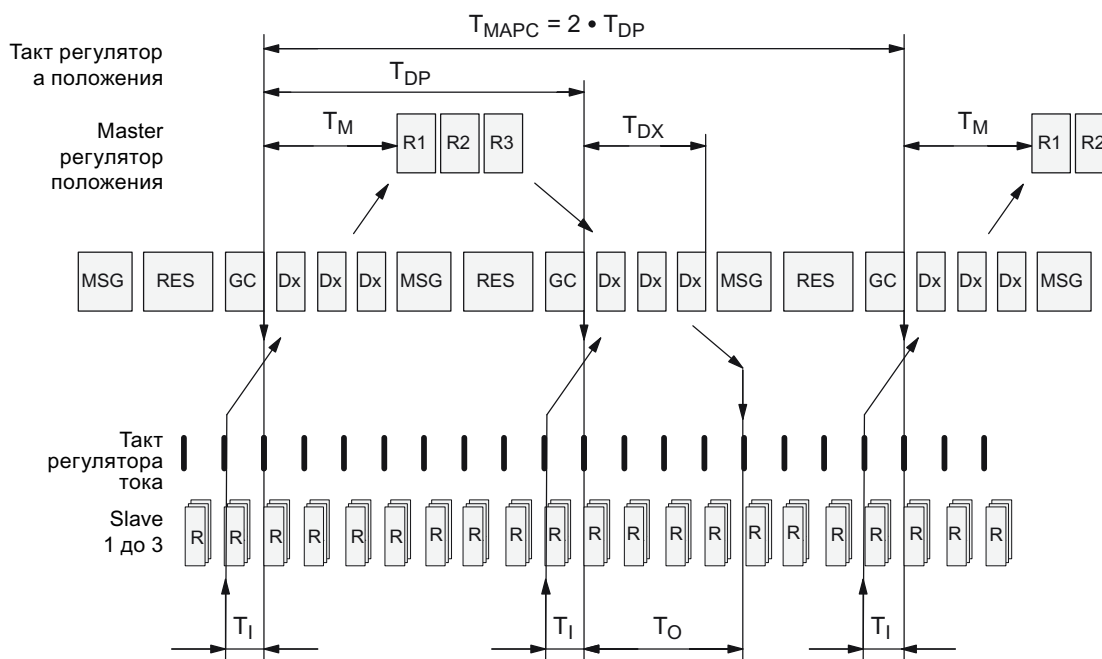 T_MAPC = 2 • T_DP
Такт регулятор
а положения
T_DP
Master
регулятор
положения
T_M R1 R2 R3 T_DX T_M R1 R2
MSG RES GC Dx Dx Dx MSG RES GC Dx Dx Dx MSG RES GC Dx Dx Dx MSG
Такт
регулятора
тока
Slave
1 до 3
R R R R R R R R R R R R R R R R R R R R R
T_I T_I T_O T_I